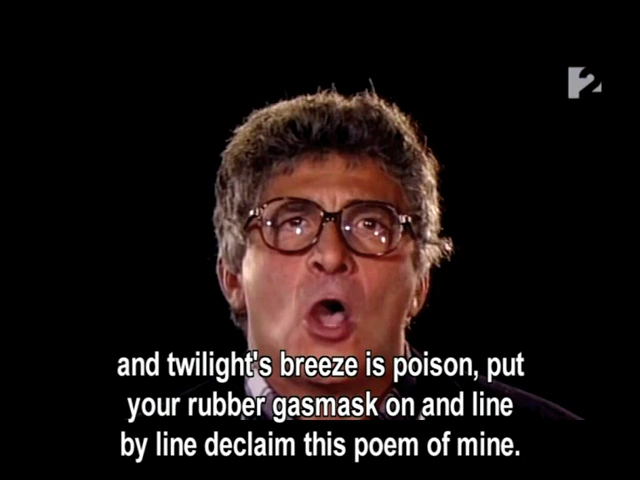 2
and twilight's breeze is poison, put
your rubber gasmask on and line
by line declaim this poem of mine.